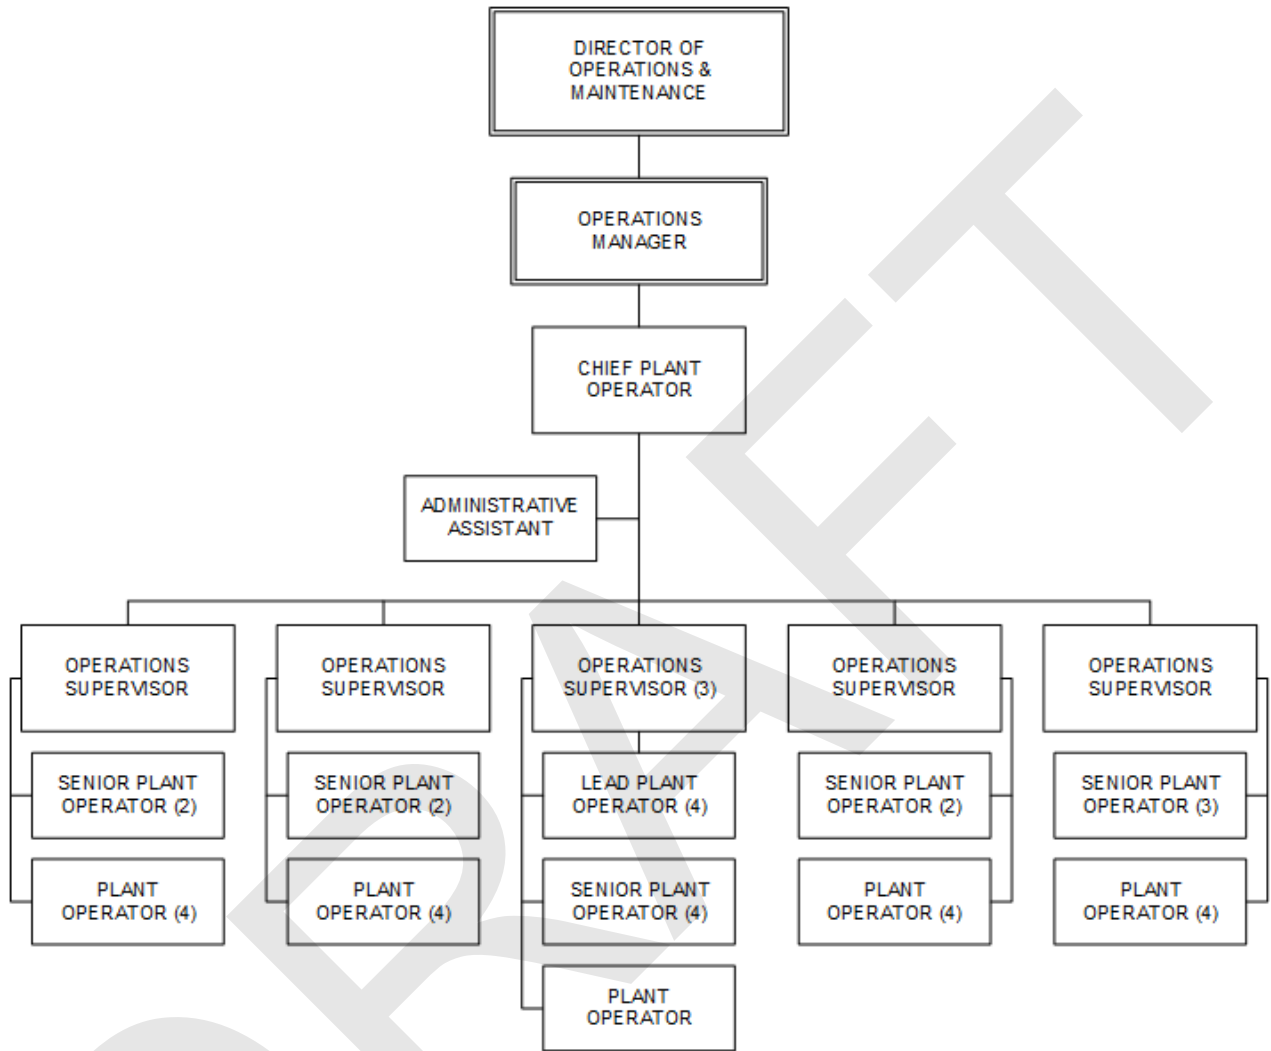 DIRECTOR OF
OPERATIONS &
MAINTENANCE
OPERATIONS
MANAGER
CHIEF PLANT
OPERATOR
ADMINISTRATIVE
ASSISTANT
OPERATIONS
SUPERVISOR
OPERATIONS
SUPERVISOR
OPERATIONS
SUPERVISOR (3)
OPERATIONS
SUPERVISOR
OPERATIONS
SUPERVISOR
SENIOR PLANT
OPERATOR (2)
SENIOR PLANT
OPERATOR (2)
LEAD PLANT
OPERATOR (4)
SENIOR PLANT
OPERATOR (2)
SENIOR PLANT
OPERATOR (3)
PLANT
OPERATOR (4)
PLANT
OPERATOR (4)
SENIOR PLANT
OPERATOR (4)
PLANT
OPERATOR (4)
PLANT
OPERATOR (4)
PLANT
OPERATOR
DRAFT